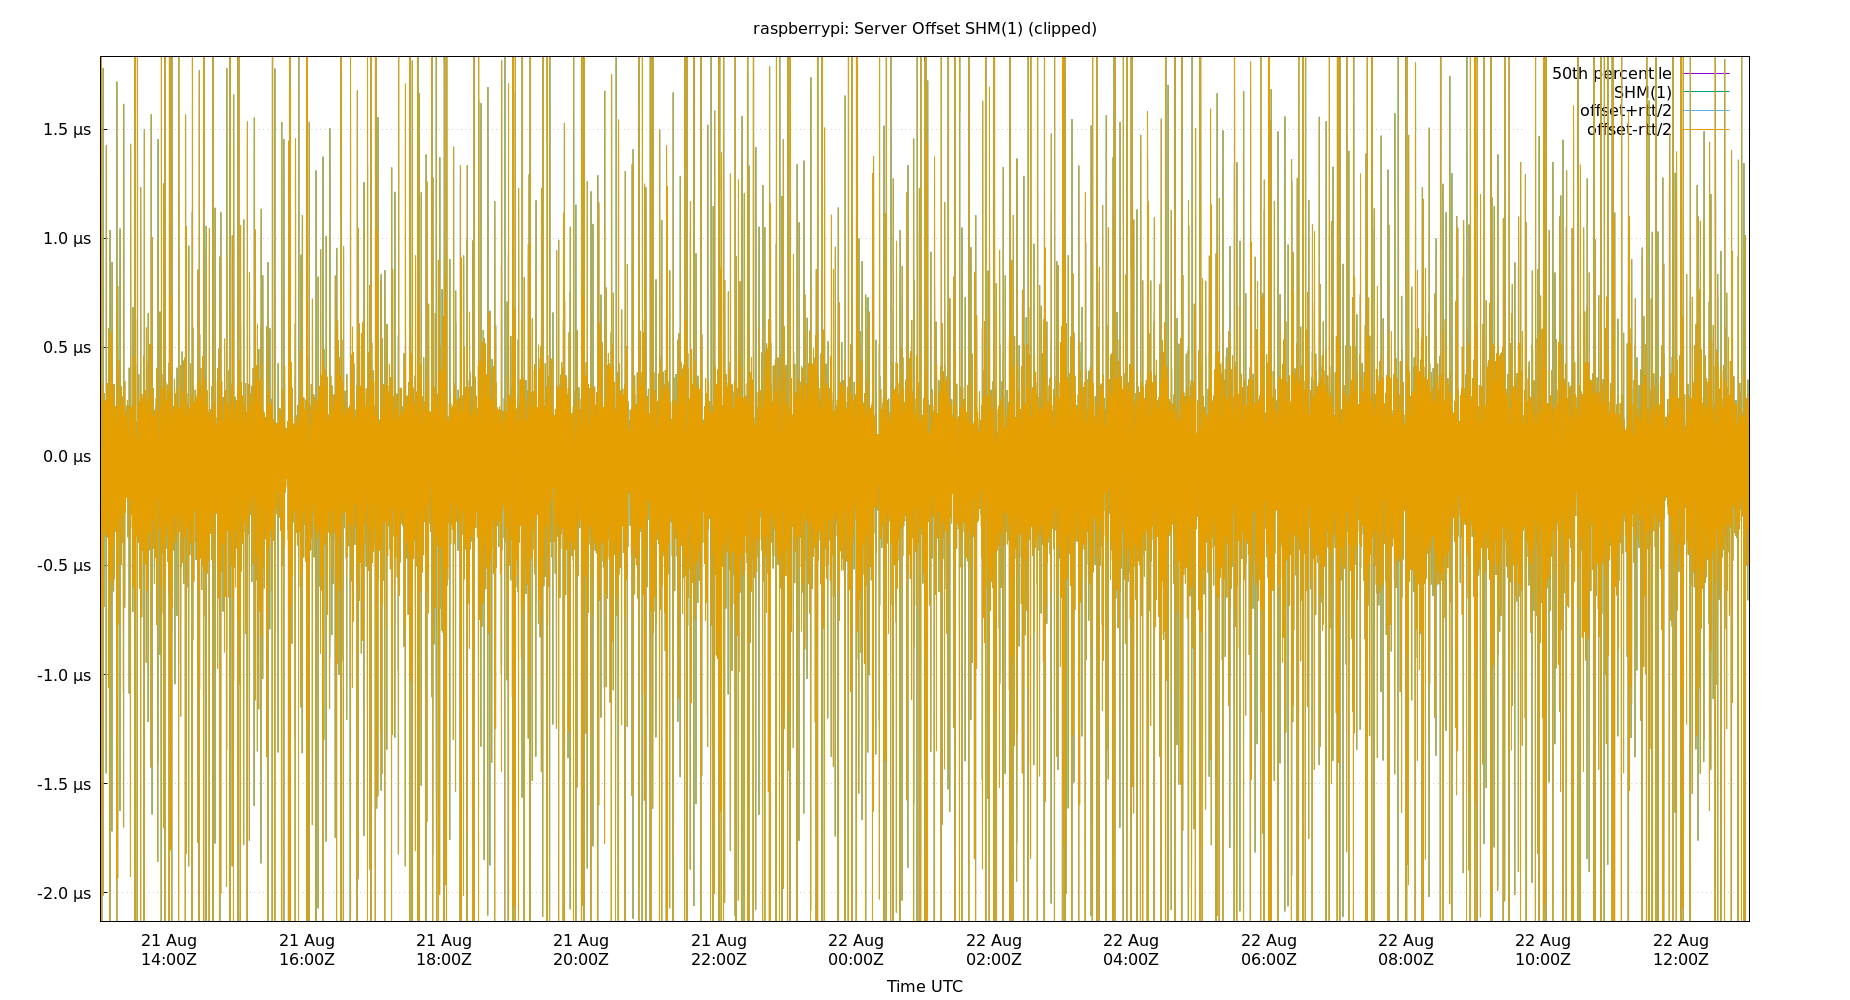 raspberrypi: Server Offset SHM(1) (clipped)
50th percentile
SHM(1)
offset+rtt/2
offset-rtt/2
1.5 µs
1.0 µs
0.5 µs
0.0 µs
-0.5 µs
-1.0 µs
-1.5 µs
-2.0 µs
21 Aug 21 Aug 21 Aug 21 Aug 21 Aug 22 Aug 22 Aug 22 Aug 22 Aug 22 Aug 22 Aug 22 Aug
14:00Z 16:00Z 18:00Z 20:00Z 22:00Z 00:00Z 02:00Z 04:00Z 06:00Z 08:00Z 10:00Z 12:00Z
Time UTC